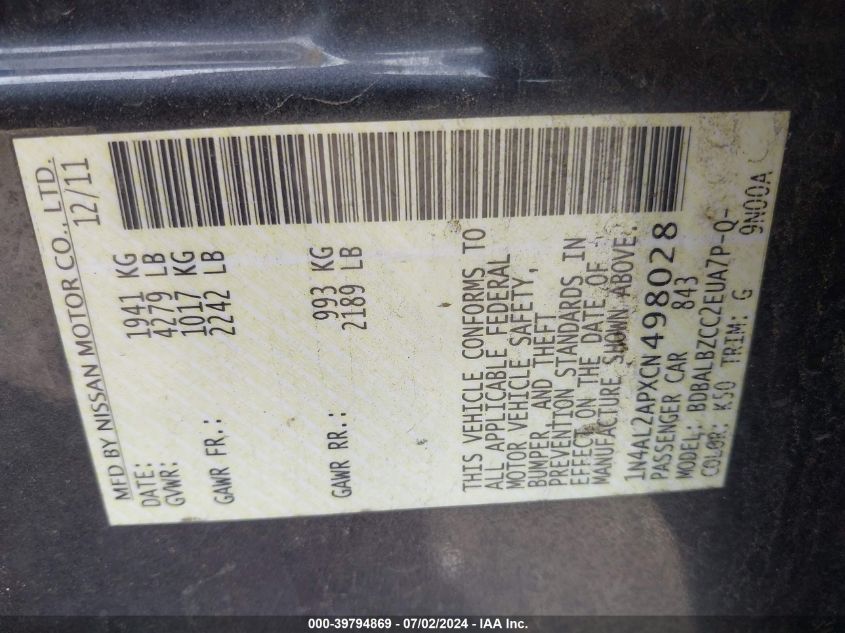 MFD BY NISSAN MOTOR CO., LTD.
DATE: 12/11
GVWR: 1941 KG
4279 LB
GAWR FR.: 1017 KG
2242 LB
GAWR RR.: 993 KG
2189 LB
THIS VEHICLE CONFORMS TO
ALL APPLICABLE FEDERAL
MOTOR VEHICLE SAFETY,
BUMPER, AND THEFT
PREVENTION STANDARDS IN
EFFECT ON THE DATE OF
MANUFACTURE SHOWN ABOVE.
1N4AL2APXCN498028
PASSENGER CAR 843
MODEL: BDBALBZCC2EUA7P-Q-
COLOR: K50 TRIM: G 9N00A
000-39794869 - 07/02/2024 - IAA Inc.